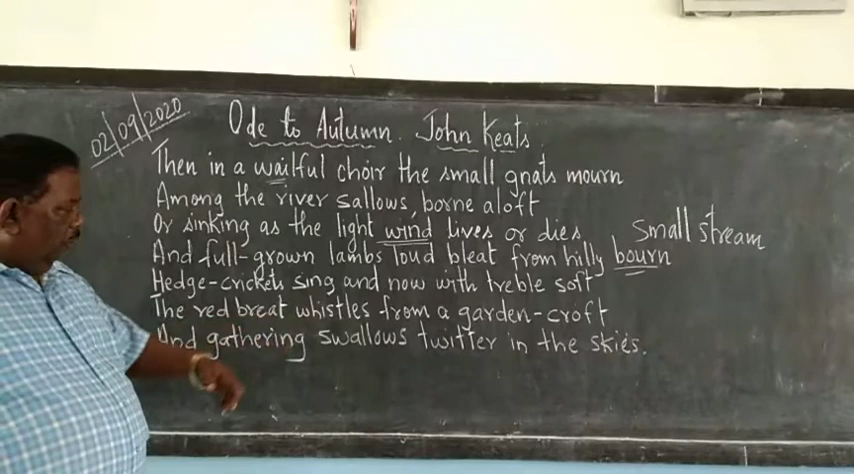 02/09/2020
Ode to Autumn. John Keats.
Then in a wailful choir the small gnats mourn
Among the river sallows, borne aloft
Or sinking as the light wind lives or dies
Small stream
And full-grown lambs loud bleat from hilly bourn
Hedge-crickets sing and now with treble soft
The red breat whistles from a garden-croft
And gathering swallows twitter in the skies.